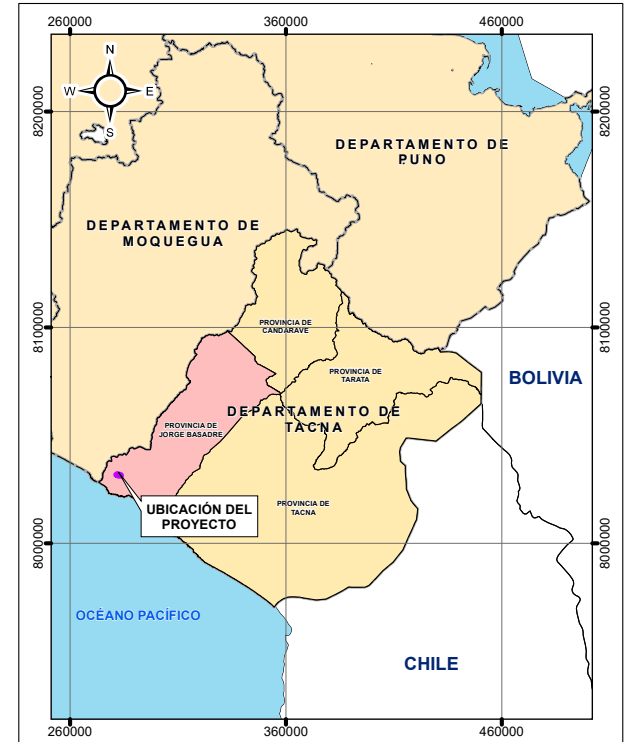 260000
360000
460000
N
W
E
S
8200000
8200000
DEPARTAMENTO DE
PUNO
DEPARTAMENTO DE
MOQUEGUA
8100000
8100000
PROVINCIA DE
CANDARAVE
PROVINCIA DE
TARATA
BOLIVIA
DEPARTAMENTO DE
TACNA
PROVINCIA DE
JORGE BASADRE
UBICACIÓN DEL
PROYECTO
PROVINCIA DE
TACNA
8000000
8000000
OCÉANO PACÍFICO
CHILE
260000
360000
460000